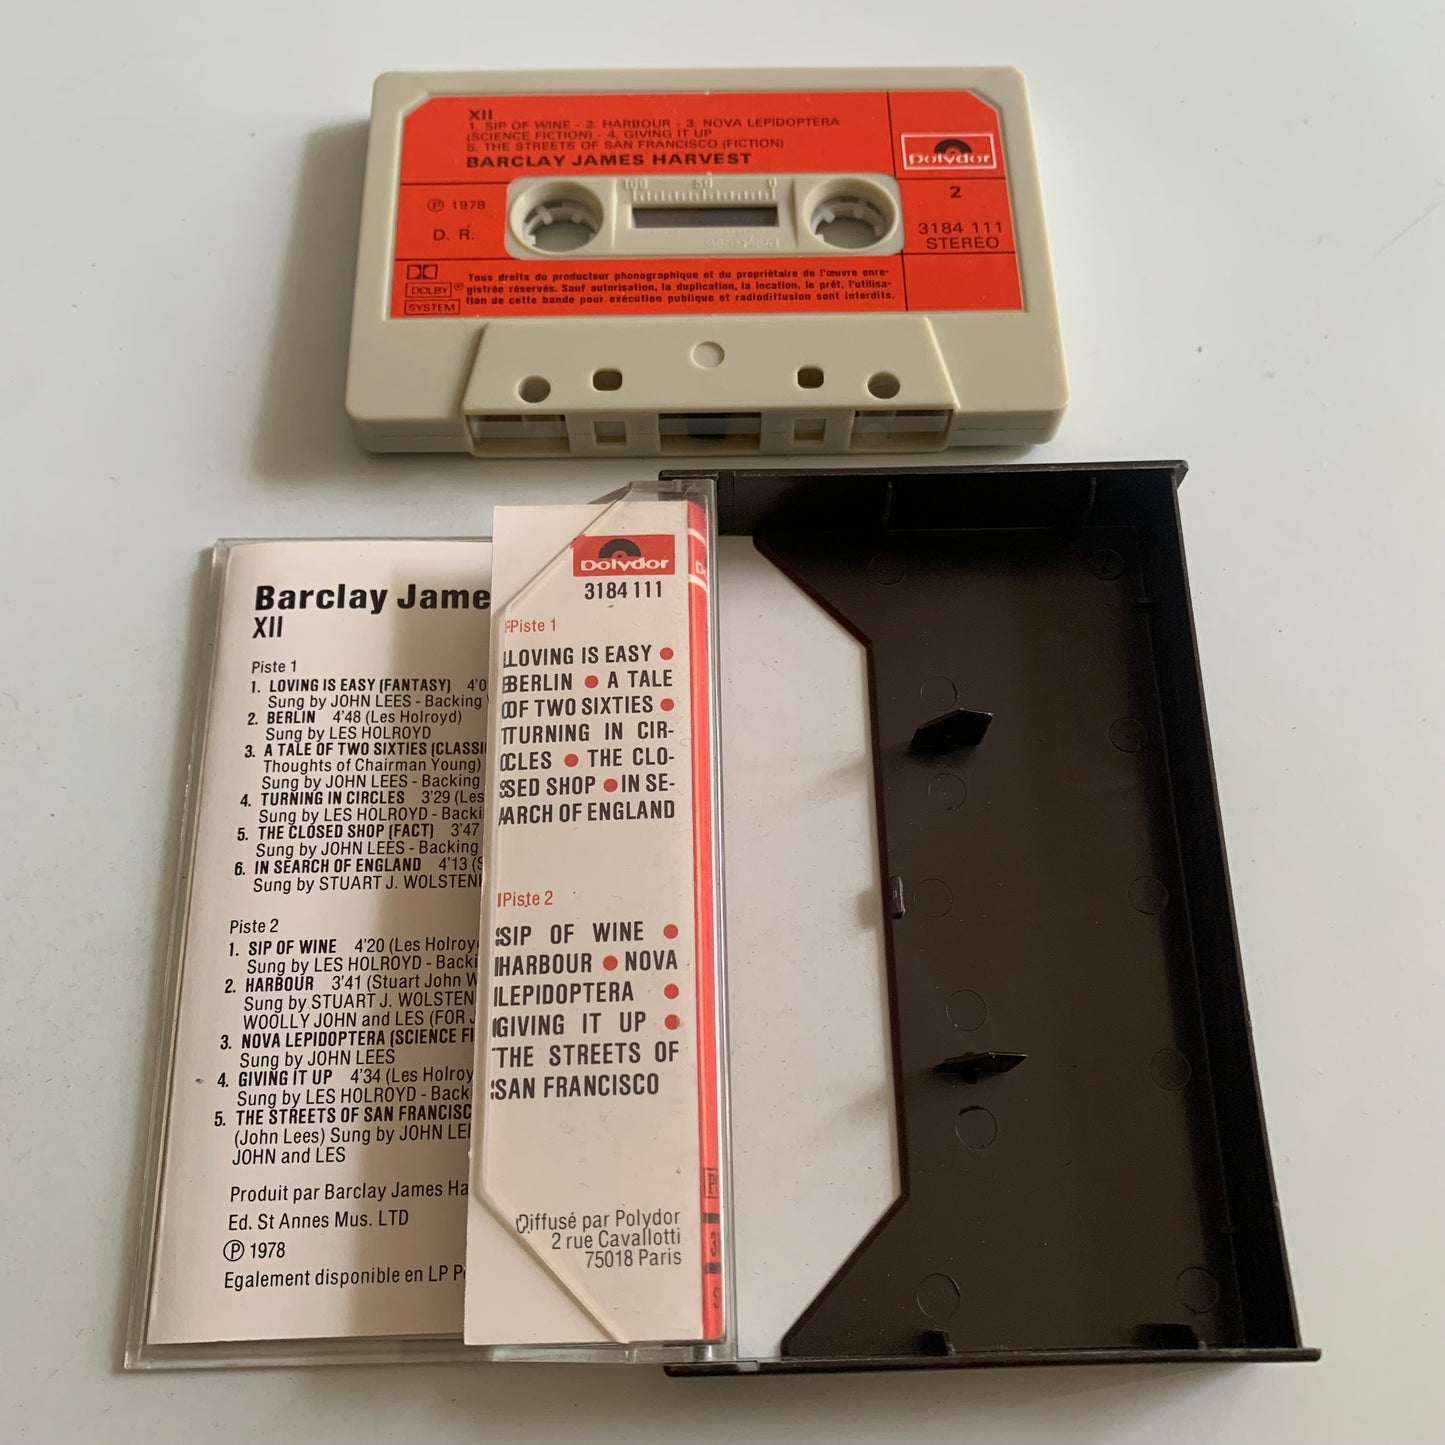 XII
1. SIP OF WINE - 2. HARBOUR - 3. NOVA LEPIDOPTERA
(SCIENCE FICTION) - 4. GIVING IT UP
5. THE STREETS OF SAN FRANCISCO (FICTION)
BARCLAY JAMES HARVEST
Polydor
℗ 1978
D. R.
100 50 0
2
3184 111
STEREO
DOLBY ®
SYSTEM
Tous droits du producteur phonographique et du propriétaire de l'œuvre enre-
gistrée réservés. Sauf autorisation, la duplication, la location, le prêt, l'utilisa-
tion de cette bande pour exécution publique et radiodiffusion sont interdits.
Barclay Jame
XII
Piste 1
1. LOVING IS EASY (FANTASY) 4'0
Sung by JOHN LEES - Backing
2. BERLIN 4'48 (Les Holroyd)
Sung by LES HOLROYD
3. A TALE OF TWO SIXTIES (CLASSI
Thoughts of Chairman Young)
Sung by JOHN LEES - Backing
4. TURNING IN CIRCLES 3'29 (Les
Sung by LES HOLROYD - Backi
5. THE CLOSED SHOP (FACT) 3'47
Sung by JOHN LEES - Backing
6. IN SEARCH OF ENGLAND 4'13 (S
Sung by STUART J. WOLSTEN
Piste 2
1. SIP OF WINE 4'20 (Les Holroy
Sung by LES HOLROYD - Backi
2. HARBOUR 3'41 (Stuart John W
Sung by STUART J. WOLSTEN
WOOLLY JOHN and LES (FOR J
3. NOVA LEPIDOPTERA (SCIENCE FI
Sung by JOHN LEES
4. GIVING IT UP 4'34 (Les Holroy
Sung by LES HOLROYD - Back
5. THE STREETS OF SAN FRANCISC
(John Lees) Sung by JOHN LE
JOHN and LES
Produit par Barclay James Ha
Ed. St Annes Mus. LTD
℗ 1978
Egalement disponible en LP P
Polydor
3184 111
Piste 1
LOVING IS EASY ●
BERLIN ● A TALE
OF TWO SIXTIES ●
TURNING IN CIR-
CLES ● THE CLO-
SED SHOP ● IN SE-
ARCH OF ENGLAND
Piste 2
SIP OF WINE ●
HARBOUR ● NOVA
LEPIDOPTERA ●
GIVING IT UP ●
THE STREETS OF
SAN FRANCISCO
Diffusé par Polydor
2 rue Cavallotti
75018 Paris